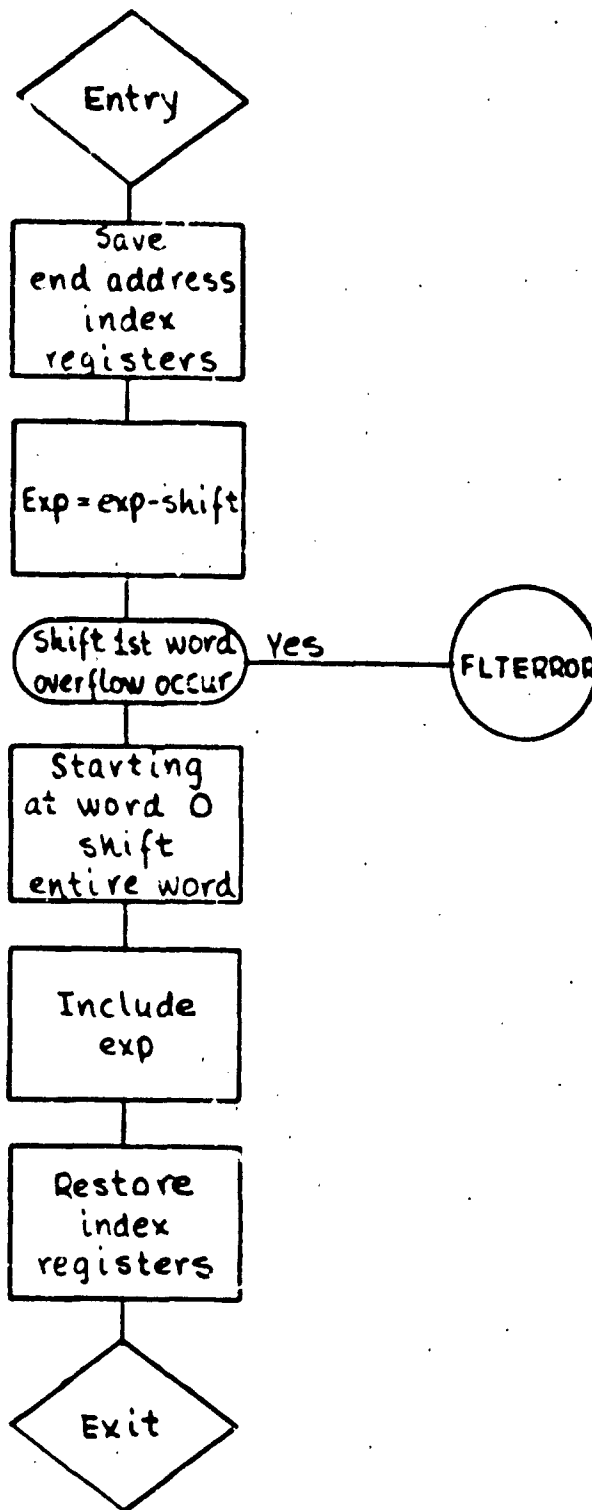 Entry
Save
end address
index
registers
Exp = exp-shift
Shift 1st word
overflow occur
Yes
FLTERROR
Starting
at word 0
shift
entire word
Include
exp
Restore
index
registers
Exit